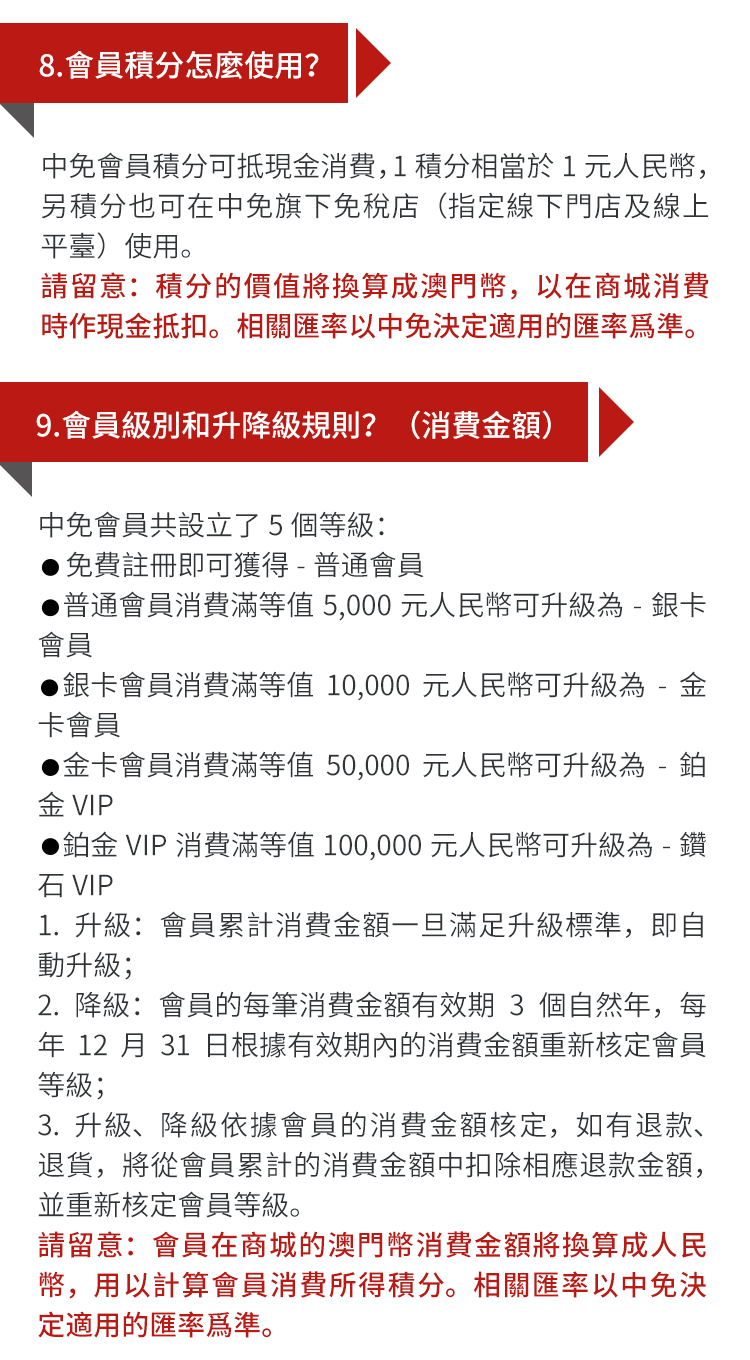 8.會員積分怎麼使用？
中免會員積分可抵現金消費，1 積分相當於 1 元人民幣，
另積分也可在中免旗下免稅店（指定線下門店及線上
平臺）使用。
請留意：積分的價值將換算成澳門幣，以在商城消費
時作現金抵扣。相關匯率以中免決定適用的匯率爲準。
9.會員級別和升降級規則？（消費金額）
中免會員共設立了 5 個等級：
●免費註冊即可獲得 - 普通會員
●普通會員消費滿等值 5,000 元人民幣可升級為 - 銀卡
會員
●銀卡會員消費滿等值 10,000 元人民幣可升級為 - 金
卡會員
●金卡會員消費滿等值 50,000 元人民幣可升級為 - 鉑
金 VIP
●鉑金 VIP 消費滿等值 100,000 元人民幣可升級為 - 鑽
石 VIP
1. 升級：會員累計消費金額一旦滿足升級標準，即自
動升級；
2. 降級：會員的每筆消費金額有效期 3 個自然年，每
年 12 月 31 日根據有效期內的消費金額重新核定會員
等級；
3. 升級、降級依據會員的消費金額核定，如有退款、
退貨，將從會員累計的消費金額中扣除相應退款金額，
並重新核定會員等級。
請留意：會員在商城的澳門幣消費金額將換算成人民
幣，用以計算會員消費所得積分。相關匯率以中免決
定適用的匯率爲準。